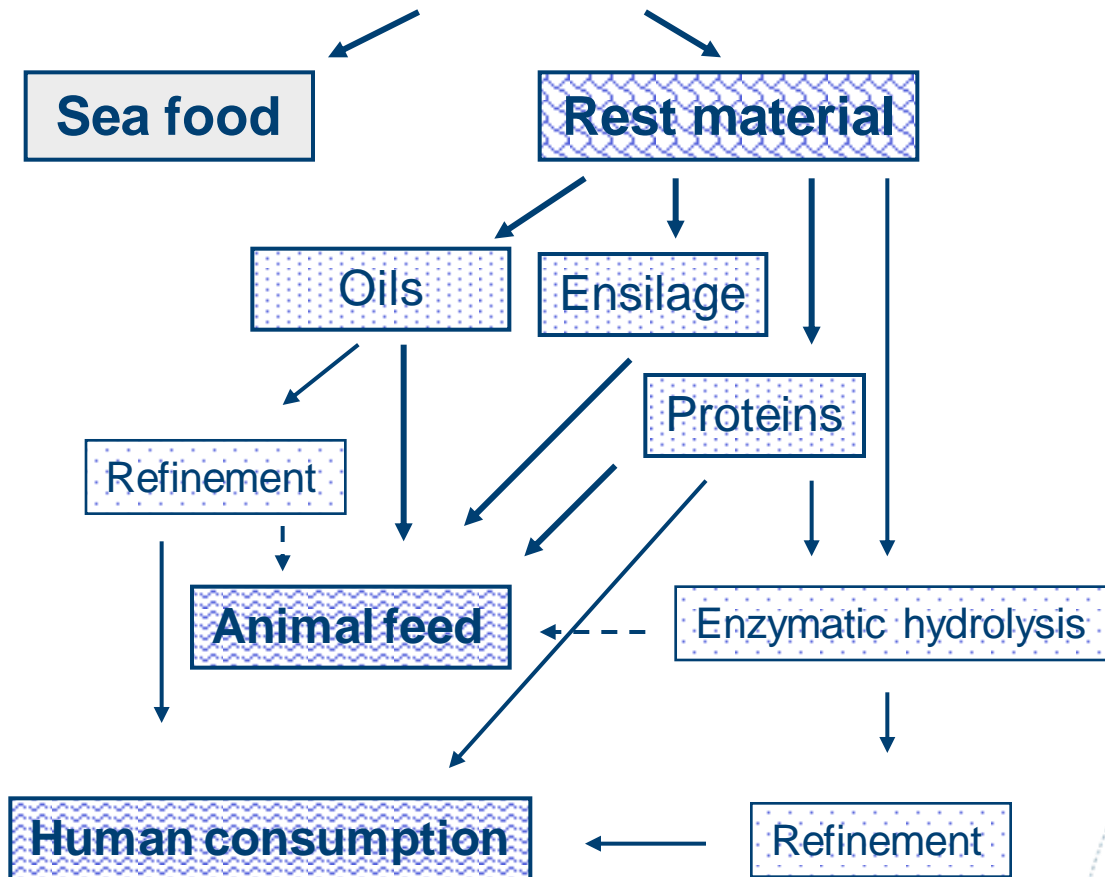 Sea food
Rest material
Oils
Ensilage
Proteins
Refinement
Animal feed
Enzymatic hydrolysis
Human consumption
Refinement